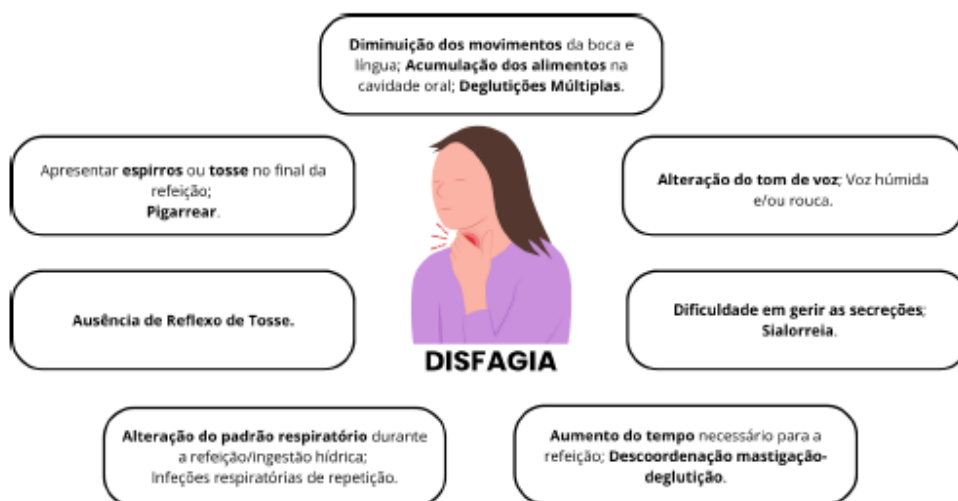 Diminuição dos movimentos da boca e
língua; Acumulação dos alimentos na
cavidade oral; Deglutições Múltiplas.
Apresentar espirros ou tosse no final da
refeição;
Pigarrear.
Alteração do tom de voz; Voz húmida
e/ou rouca.
Ausência de Reflexo de Tosse.
Dificuldade em gerir as secreções;
Sialorreia.
DISFAGIA
Alteração do padrão respiratório durante
a refeição/ingestão hídrica;
Infeções respiratórias de repetição.
Aumento do tempo necessário para a
refeição; Descoordenação mastigação-
deglutição.